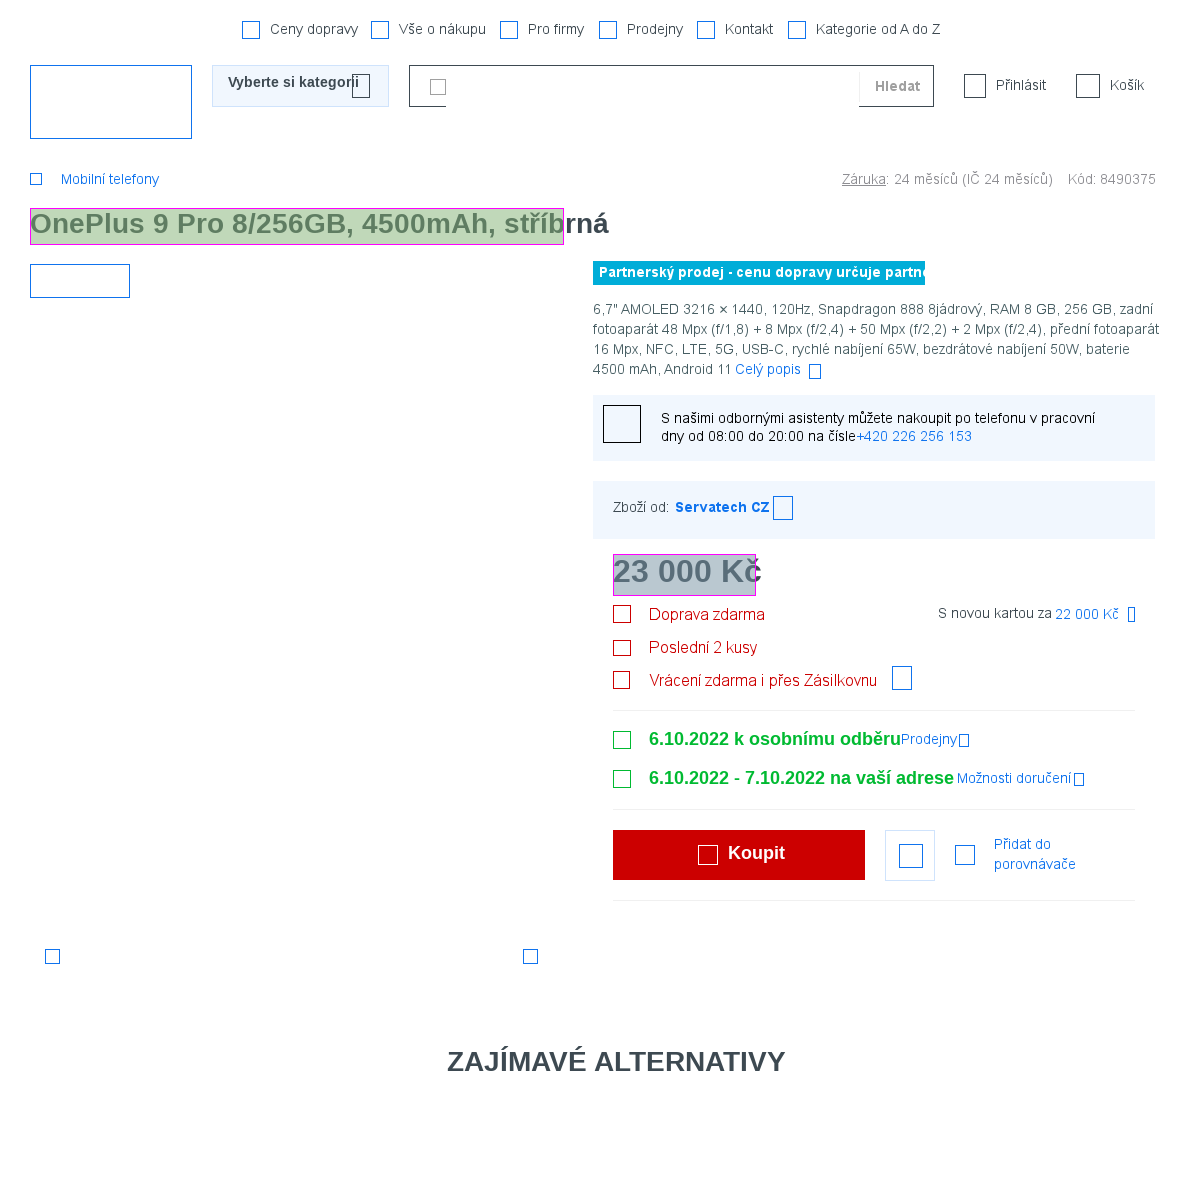 Ceny dopravy Vše o nákupu Pro firmy Prodejny Kontakt Kategorie od A do Z
Vyberte si kategorii Hledat Přihlásit Košík
Mobilní telefony Záruka: 24 měsíců (IČ 24 měsíců) Kód: 8490375
OnePlus 9 Pro 8/256GB, 4500mAh, stříbrná
Partnerský prodej - cenu dopravy určuje
6,7" AMOLED 3216 × 1440, 120Hz, Snapdragon 888 8jádrový, RAM 8 GB, 256 GB, zadní
fotoaparát 48 Mpx (f/1,8) + 8 Mpx (f/2,4) + 50 Mpx (f/2,2) + 2 Mpx (f/2,4), přední fotoaparát
16 Mpx, NFC, LTE, 5G, USB-C, rychlé nabíjení 65W, bezdrátové nabíjení 50W, baterie
4500 mAh, Android 11 Celý popis
S našimi odbornými asistenty můžete nakoupit po telefonu v pracovní
dny od 08:00 do 20:00 na čísle+420 226 256 153
Zboží od: Servatech CZ
23 000 Kč
Doprava zdarma S novou kartou za 22 000 Kč
Poslední 2 kusy
Vrácení zdarma i přes Zásilkovnu
6.10.2022 k osobnímu odběru Prodejny
6.10.2022 - 7.10.2022 na vaší adrese Možnosti doručení
Koupit Přidat do
porovnávače
ZAJÍMAVÉ ALTERNATIVY